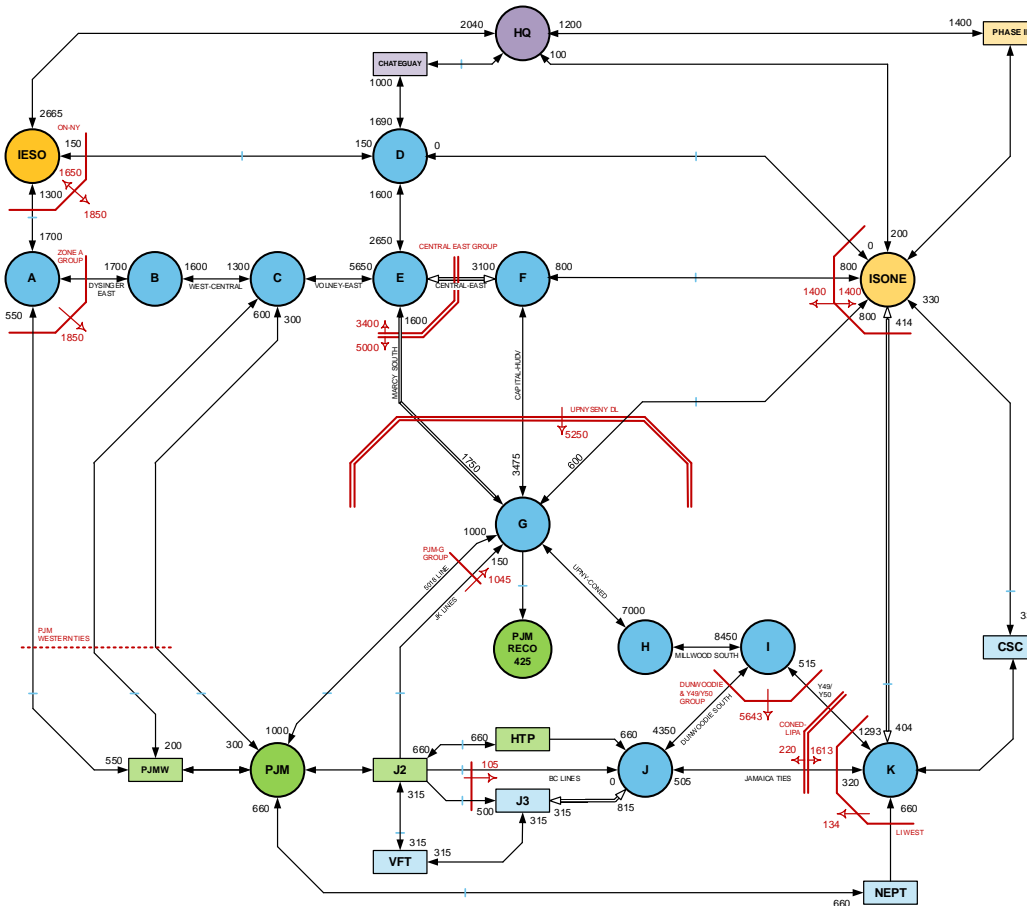 2040
HQ
1200
1400
PHASE II
CHATEGUAY
100
1000
2665
ON-NY
1690
IESO
150
150
D
0
1650
1300
1850
1600
1700
ZONE A
GROUP
2650
CENTRAL EAST GROUP
200
0
A
1700
B
1600
1300
C
5650
E
3100
F
800
800
ISONE
DYSINGER
EAST
WEST-CENTRAL
VOLNEY-EAST
CENTRAL-EAST
550
600
300
1600
1400
1400
800
330
414
1850
3400
5000
MARCY SOUTH
CAPITAL-HUDV
UPNYSENY DL
5250
1750
3475
600
G
1000
150
PJM-G
GROUP
1045
5018 LINE
JK LINES
UPNY-CONED
PJM
WESTERN TIES
PJM
RECO
425
7000
H
8450
MILLWOOD SOUTH
I
515
CSC
DUNWOODIE
& Y49/Y50
GROUP
DUNWOODIE SOUTH
Y49/
Y50
5643
CONED-
LIPA
550
200
PJMW
300
1000
PJM
660
J2
660
660
HTP
660
4350
J
0
505
BC LINES
105
JAMAICA TIES
220
1613
1293
404
320
K
660
315
500
J3
315
315
815
134
LI WEST
315
VFT
315
660
NEPT
660